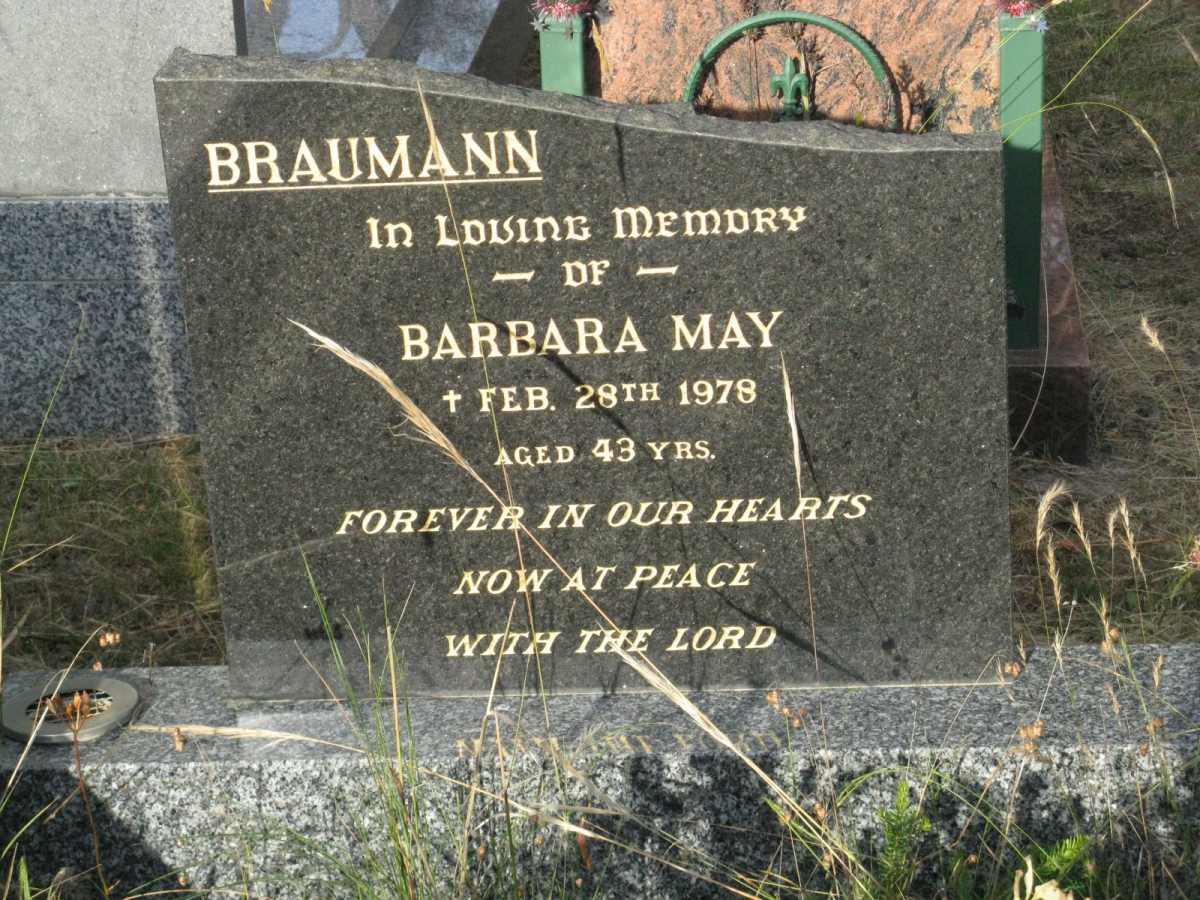 BRAUMANN
In Loving Memory
— OF —
BARBARA MAY
† FEB. 28TH 1978
AGED 43 YRS.
FOREVER IN OUR HEARTS
NOW AT PEACE
WITH THE LORD